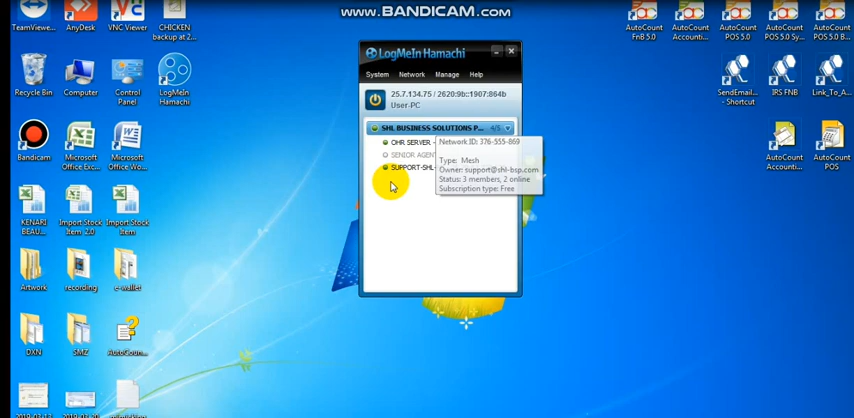 www.BANDICAM.com
TeamViewe...
AnyDesk
VNC Viewer
CHICKEN
backup at 2...
AutoCount
FnB 5.0
AutoCount
Accounti...
AutoCount
POS 5.0 Sy...
AutoCount
POS 5.0 B...
LogMeIn Hamachi
System Network Manage Help
25.7.134.75 / 2620:9b::1907:864b
User-PC
SHL BUSINESS SOLUTIONS P... 4/5
OHR SERVER -
SENIOR AGEN
SUPPORT-SHL-
Network ID: 376-555-869
Type: Mesh
Owner: support@shl-bsp.com
Status: 3 members, 2 online
Subscription type: Free
Recycle Bin
Computer
Control
Panel
LogMeIn
Hamachi
SendEmail...
- Shortcut
IRS FNB
Link_To_A...
Bandicam
Microsoft
Office Exc...
Microsoft
Office Wo...
AutoCount
Accounti...
AutoCount
POS
KENARI
BEAU...
Import Stock
Item 2.0
Import Stock
Item
Artwork
recording
e-wallet
DXN
SMZ
AutoCoun...